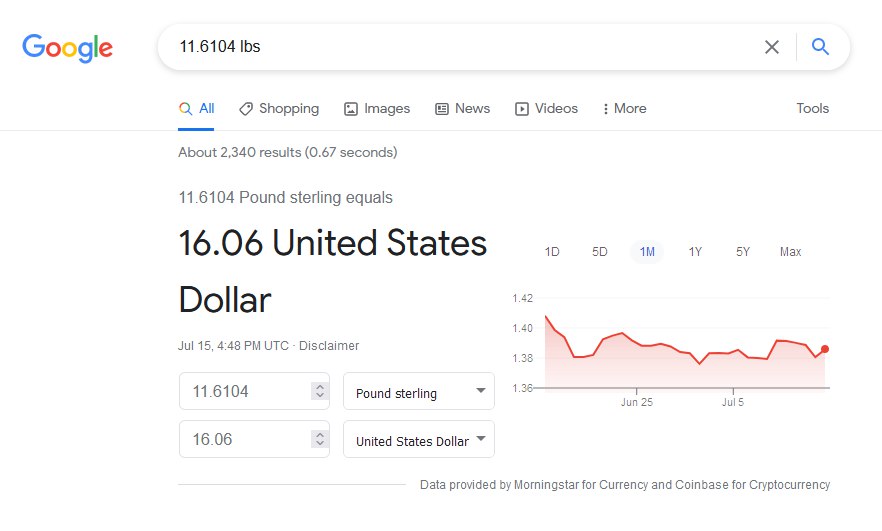 Google
11.6104 lbs
All Shopping Images News Videos More Tools
About 2,340 results (0.67 seconds)
11.6104 Pound sterling equals
16.06 United States
Dollar
Jul 15, 4:48 PM UTC · Disclaimer
11.6104 Pound sterling
16.06 United States Dollar
1D 5D 1M 1Y 5Y Max
1.42
1.40
1.38
1.36
Jun 25 Jul 5
Data provided by Morningstar for Currency and Coinbase for Cryptocurrency